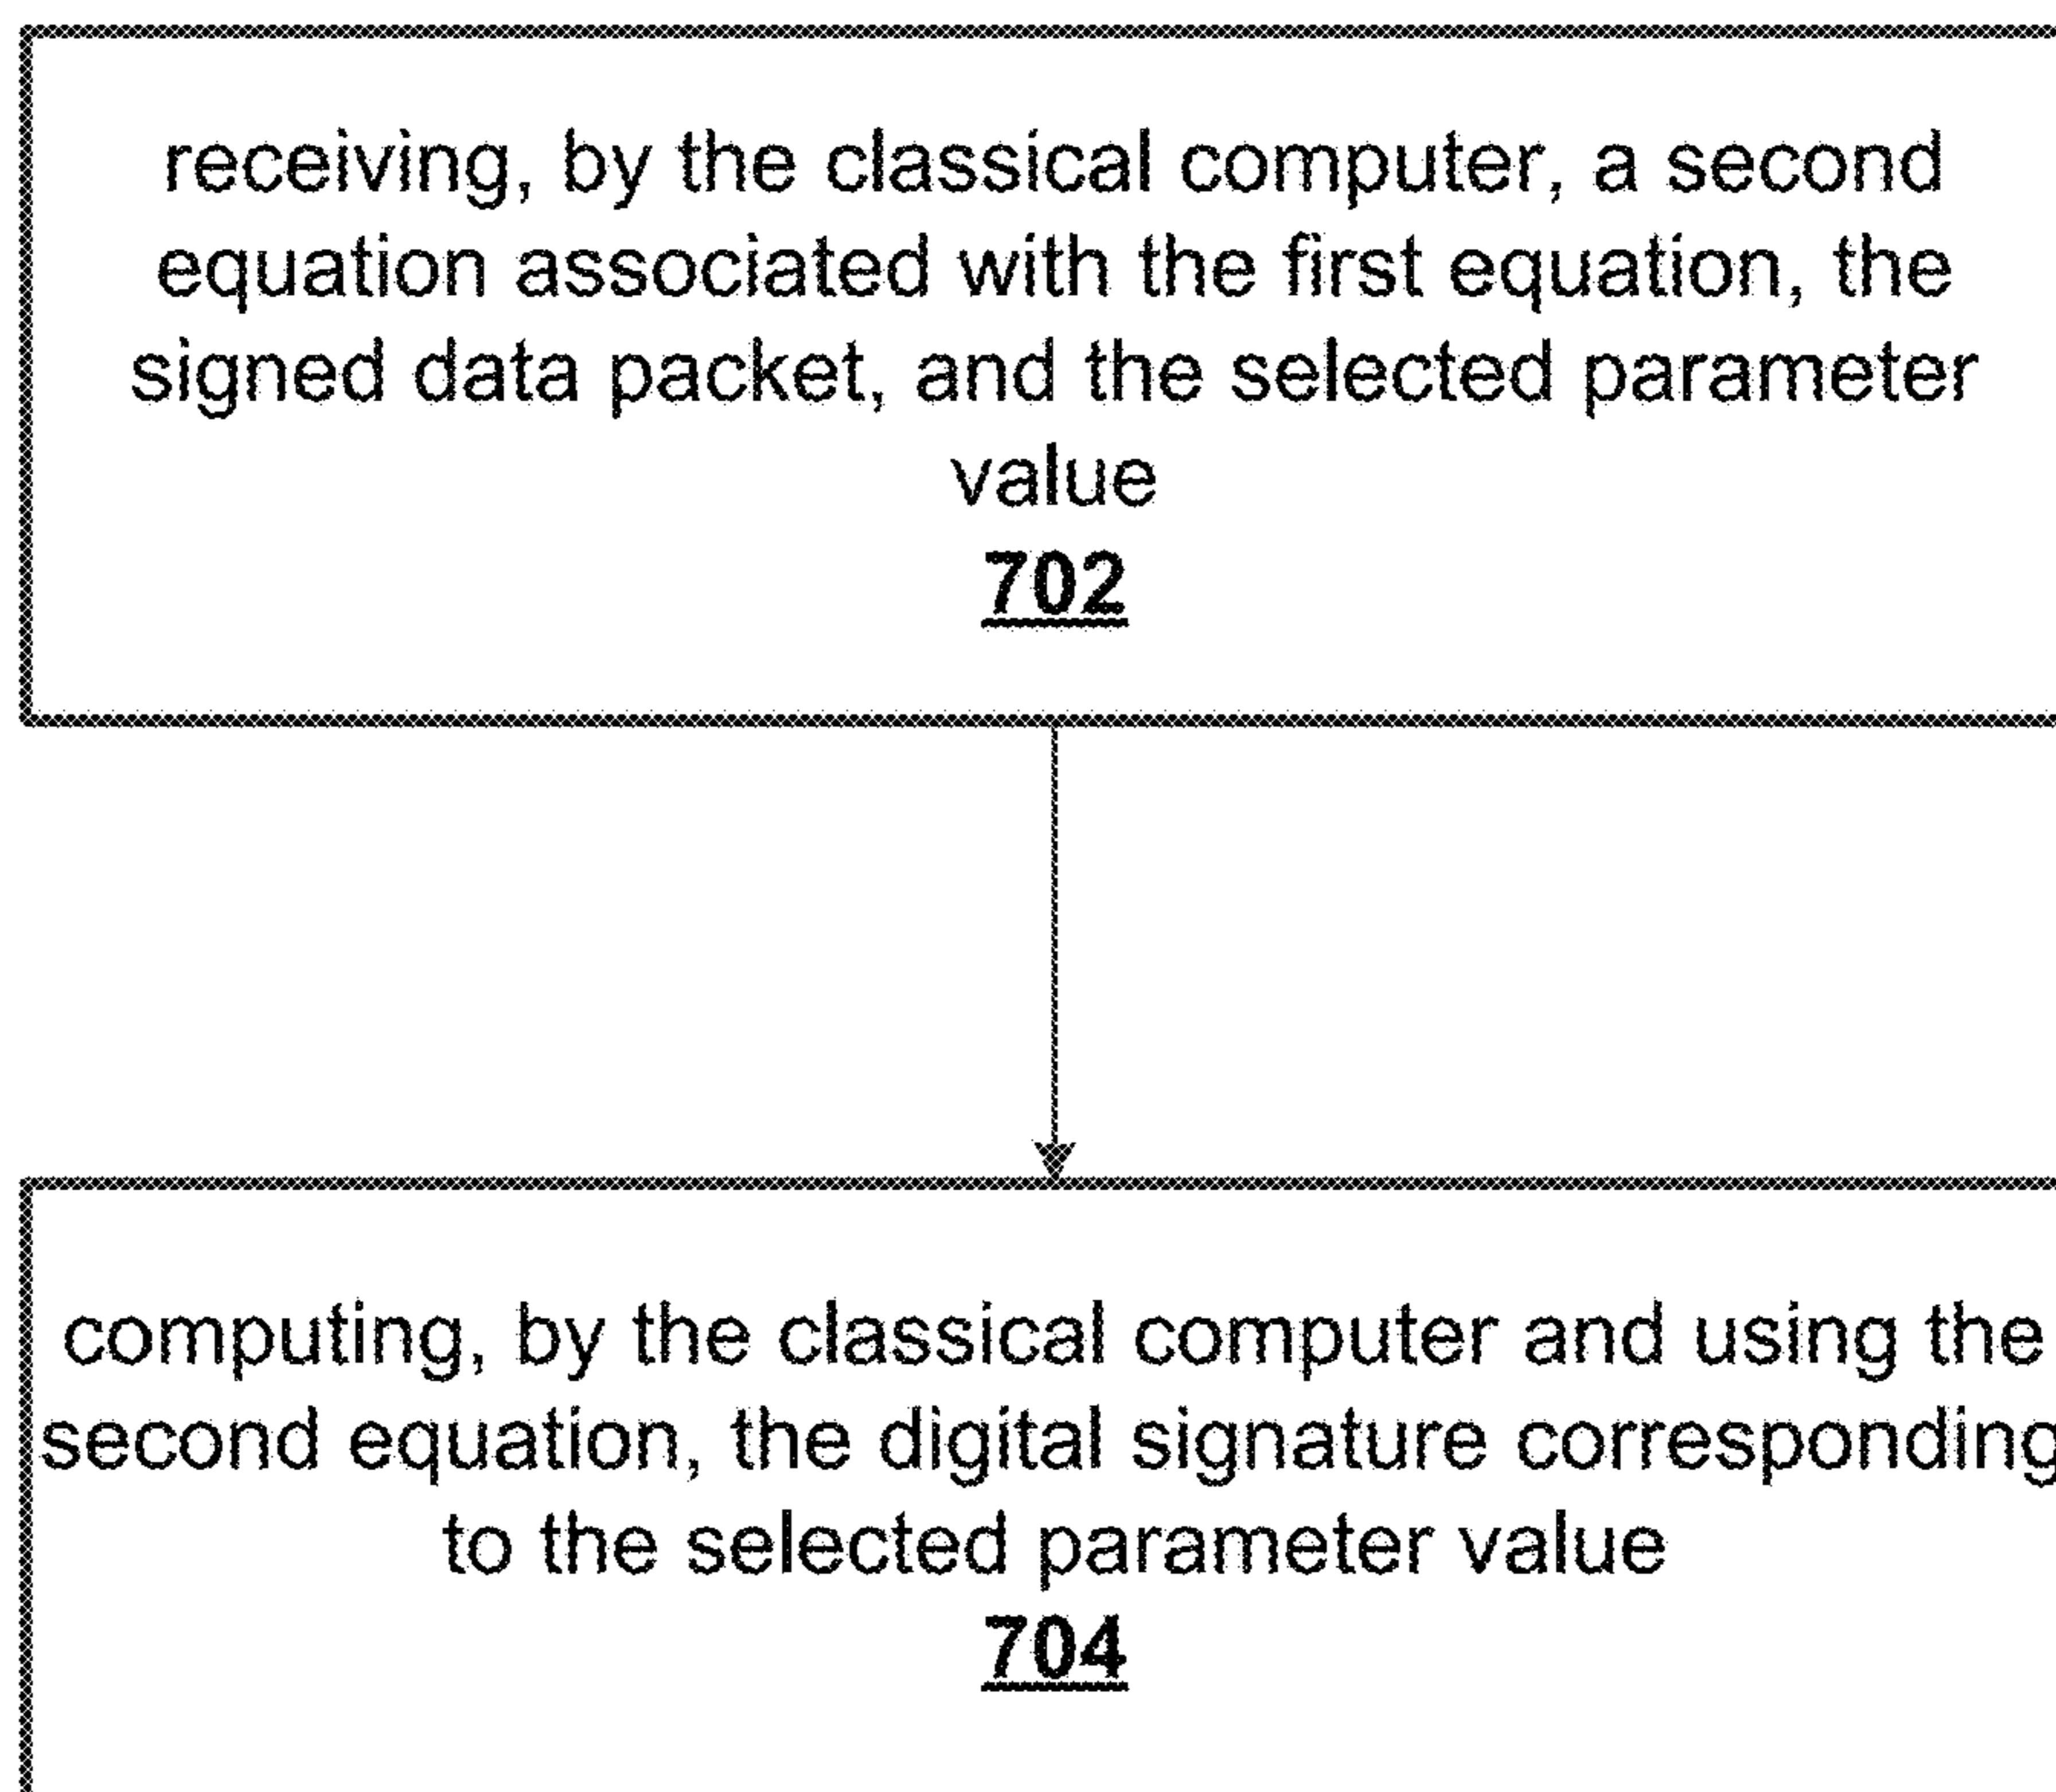 receiving, by the classical computer, a second
equation associated with the first equation, the
signed data packet, and the selected parameter
value
702
computing, by the classical computer and using the
second equation, the digital signature corresponding
to the selected parameter value
704